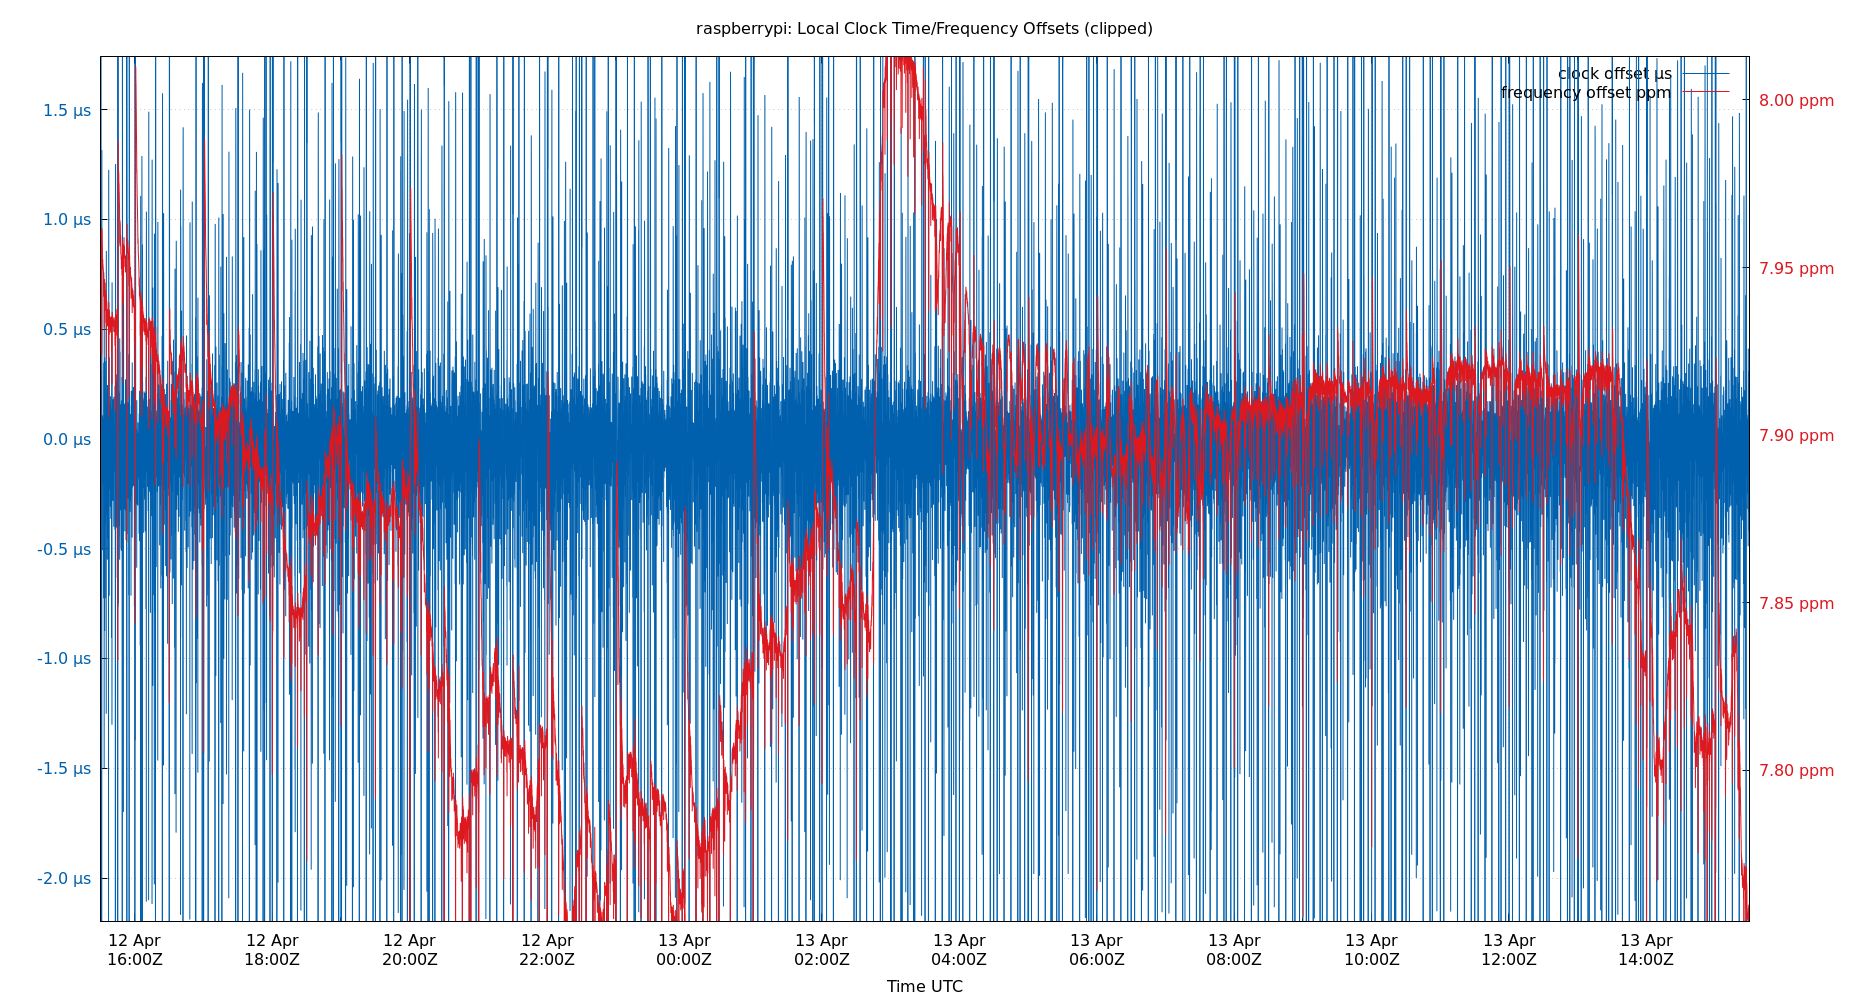 raspberrypi: Local Clock Time/Frequency Offsets (clipped)
clock offset µs
frequency offset ppm
1.5 µs
1.0 µs
0.5 µs
0.0 µs
-0.5 µs
-1.0 µs
-1.5 µs
-2.0 µs
8.00 ppm
7.95 ppm
7.90 ppm
7.85 ppm
7.80 ppm
12 Apr 12 Apr 12 Apr 12 Apr 13 Apr 13 Apr 13 Apr 13 Apr 13 Apr 13 Apr 13 Apr 13 Apr
16:00Z 18:00Z 20:00Z 22:00Z 00:00Z 02:00Z 04:00Z 06:00Z 08:00Z 10:00Z 12:00Z 14:00Z
Time UTC